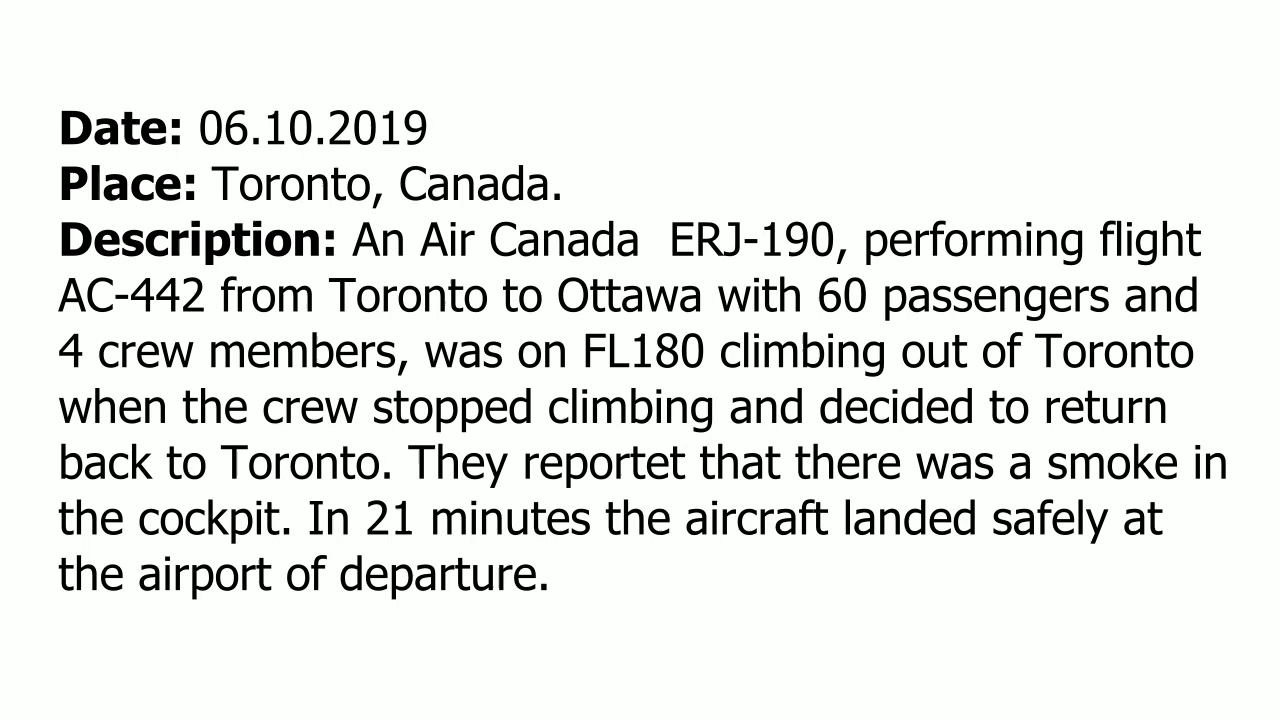 Date: 06.10.2019
Place: Toronto, Canada.
Description: An Air Canada  ERJ-190, performing flight
AC-442 from Toronto to Ottawa with 60 passengers and
4 crew members, was on FL180 climbing out of Toronto
when the crew stopped climbing and decided to return
back to Toronto. They reportet that there was a smoke in
the cockpit. In 21 minutes the aircraft landed safely at
the airport of departure.